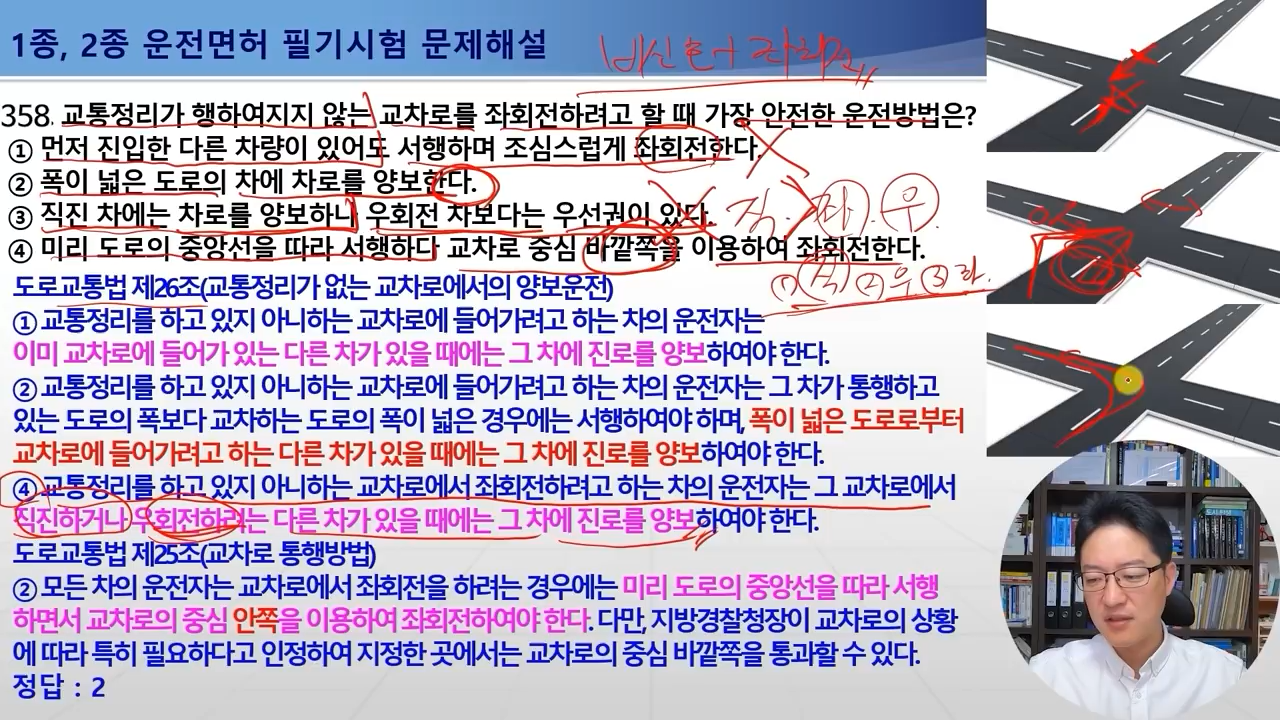 1종, 2종 운전면허 필기시험 문제해설
비신호 좌회전
358. 교통정리가 행하여지지 않는 교차로를 좌회전하려고 할 때 가장 안전한 운전방법은?
① 먼저 진입한 다른 차량이 있어도 서행하며 조심스럽게 좌회전한다.
② 폭이 넓은 도로의 차에 차로를 양보한다.
③ 직진 차에는 차로를 양보하나 우회전 차보다는 우선권이 있다.
직. 좌. 우
④ 미리 도로의 중앙선을 따라 서행하다 교차로 중심 바깥쪽을 이용하여 좌회전한다.
① 직 ② 우 ③ 좌.
도로교통법 제26조(교통정리가 없는 교차로에서의 양보운전)
① 교통정리를 하고 있지 아니하는 교차로에 들어가려고 하는 차의 운전자는
이미 교차로에 들어가 있는 다른 차가 있을 때에는 그 차에 진로를 양보하여야 한다.
② 교통정리를 하고 있지 아니하는 교차로에 들어가려고 하는 차의 운전자는 그 차가 통행하고
있는 도로의 폭보다 교차하는 도로의 폭이 넓은 경우에는 서행하여야 하며, 폭이 넓은 도로로부터
교차로에 들어가려고 하는 다른 차가 있을 때에는 그 차에 진로를 양보하여야 한다.
④ 교통정리를 하고 있지 아니하는 교차로에서 좌회전하려고 하는 차의 운전자는 그 교차로에서
직진하거나 우회전하려는 다른 차가 있을 때에는 그 차에 진로를 양보하여야 한다.
도로교통법 제25조(교차로 통행방법)
② 모든 차의 운전자는 교차로에서 좌회전을 하려는 경우에는 미리 도로의 중앙선을 따라 서행
하면서 교차로의 중심 안쪽을 이용하여 좌회전하여야 한다. 다만, 지방경찰청장이 교차로의 상황
에 따라 특히 필요하다고 인정하여 지정한 곳에서는 교차로의 중심 바깥쪽을 통과할 수 있다.
정답 : 2